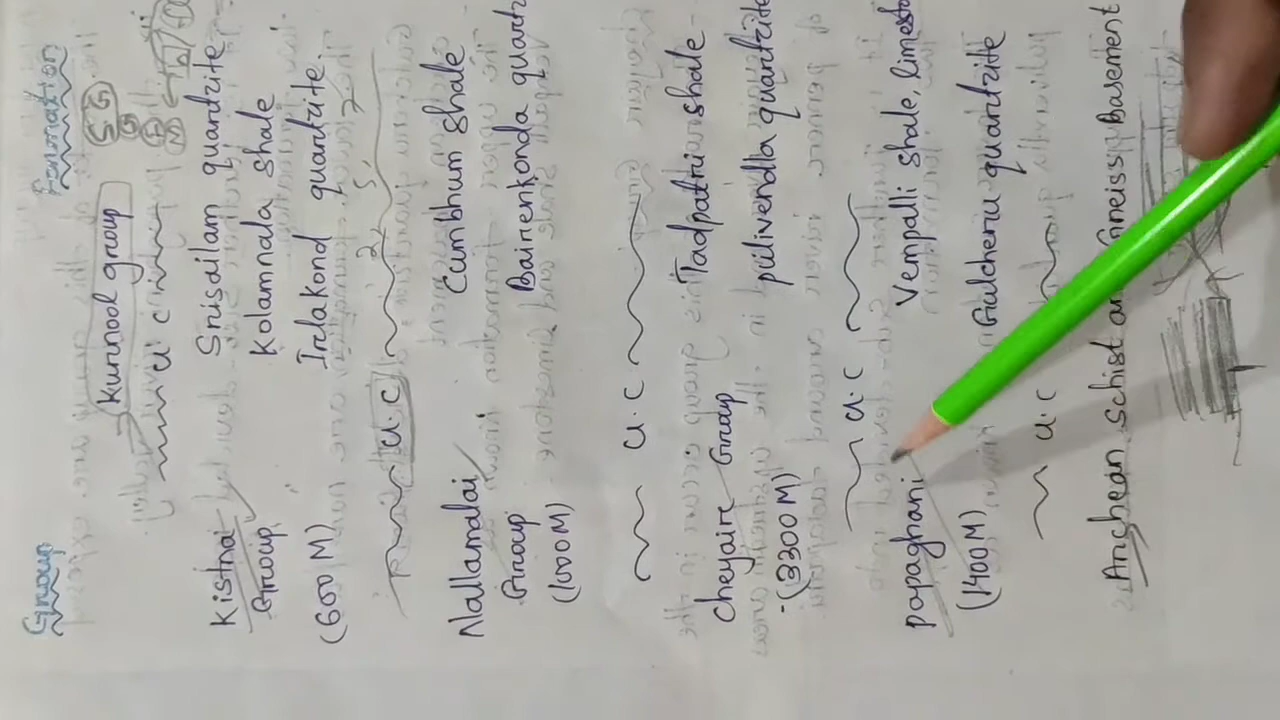 Group Formation
kurnool group
Kistna Srisailam quartzite
Group Kolamnala shale
(600 M) Irlakond quartzite.
u.c
Nallamalai Cumbhum shale
Group Bairenkonda quartz
(1000 M)
u.c
Cheyair Group Tadpatri shale
(3300 M) pulivendla quartzite
u.c
papaghani Vempalli shale, limesto
(1400 M) Gulcheru quartzite
u.c
Archean schist an Gneiss Basement